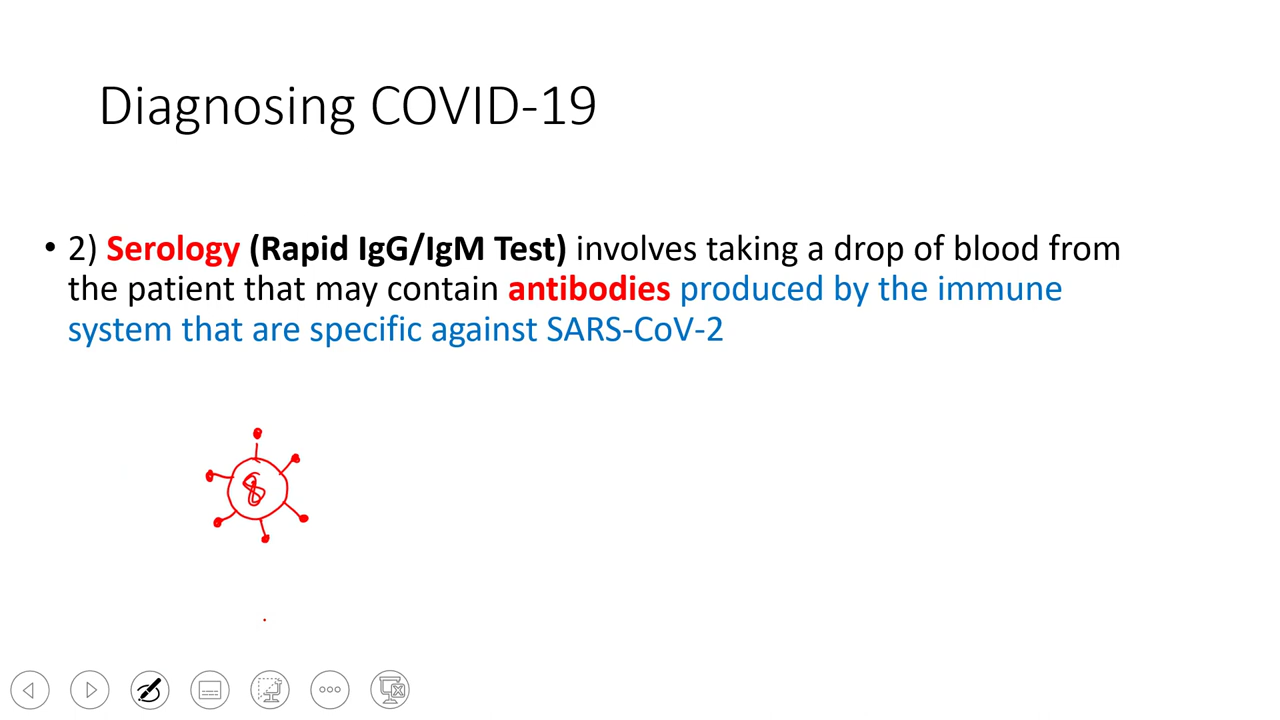 Diagnosing COVID-19
• 2) Serology (Rapid IgG/IgM Test) involves taking a drop of blood from
the patient that may contain antibodies produced by the immune
system that are specific against SARS-CoV-2